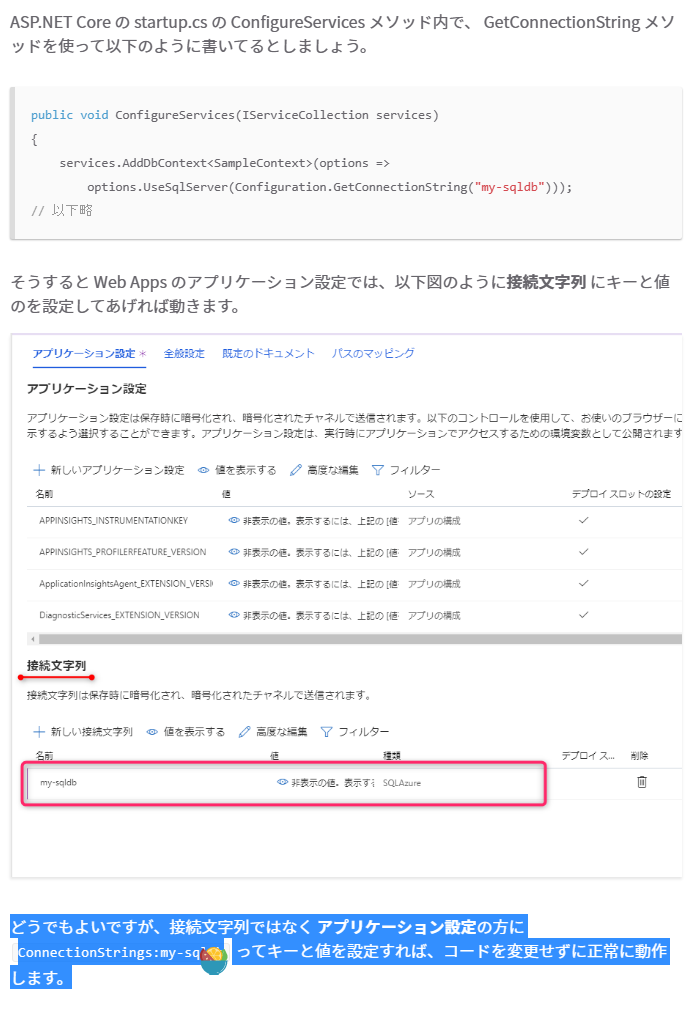 ASP.NET Core の startup.cs の ConfigureServices メソッド内で、 GetConnectionString メソ
ッドを使って以下のように書いてるとしましょう。
public void ConfigureServices(IServiceCollection services)
{
services.AddDbContext<SampleContext>(options =>
options.UseSqlServer(Configuration.GetConnectionString("my-sqldb")));
// 以下略
そうすると Web Apps のアプリケーション設定では、以下図のように接続文字列 にキーと値
のを設定してあげれば動きます。
アプリケーション設定 * 全般設定 既定のドキュメント パスのマッピング
アプリケーション設定
アプリケーション設定は保存時に暗号化され、暗号化されたチャネルで送信されます。以下のコントロールを使用して、お使いのブラウザーに
示するよう選択することができます。アプリケーション設定は、実行時にアプリケーションでアクセスするための環境変数として公開されます
新しいアプリケーション設定 値を表示する 高度な編集 フィルター
名前 値 ソース デプロイ スロットの設定
APPINSIGHTS_INSTRUMENTATIONKEY 非表示の値。表示するには、上記の [値 アプリの構成
APPINSIGHTS_PROFILERFEATURE_VERSION 非表示の値。表示するには、上記の [値 アプリの構成
ApplicationInsightsAgent_EXTENSION_VERSI 非表示の値。表示するには、上記の [値 アプリの構成
DiagnosticServices_EXTENSION_VERSION 非表示の値。表示するには、上記の [値 アプリの構成
接続文字列
接続文字列は保存時に暗号化され、暗号化されたチャネルで送信されます。
新しい接続文字列 値を表示する 高度な編集 フィルター
名前 値 種類 デプロイ ス... 削除
my-sqldb 非表示の値。表示する SQLAzure
どうでもよいですが、接続文字列ではなく アプリケーション設定の方に
ConnectionStrings:my-sq ってキーと値を設定すれば、コードを変更せずに正常に動作
します。